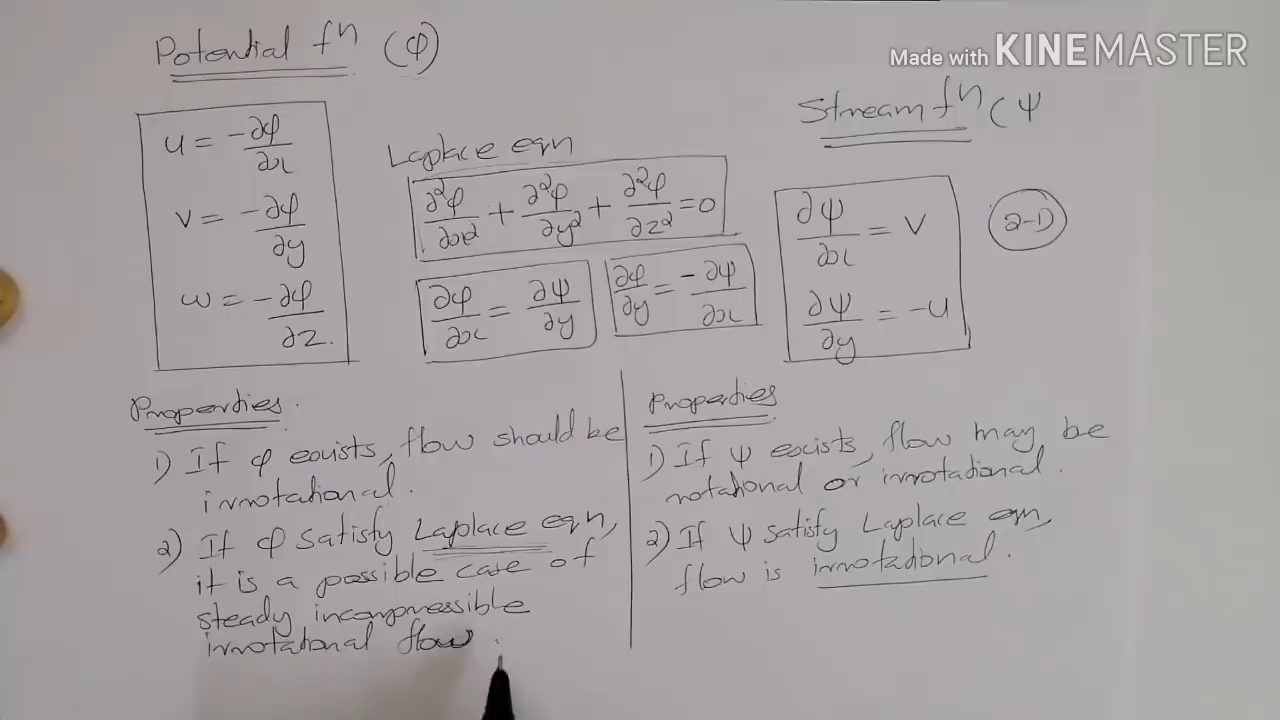 Potential fⁿ (φ)
Made with KINEMASTER
Stream fⁿ (ψ
u = -∂φ/∂x
v = -∂φ/∂y
w = -∂φ/∂z.
Laplace eqn
∂²φ/∂x² + ∂²φ/∂y² + ∂²φ/∂z² = 0
∂φ/∂x = ∂ψ/∂y
∂φ/∂y = -∂ψ/∂x
∂ψ/∂x = v
∂ψ/∂y = -u
2-D
Properties.
1) If φ exists, flow should be
irrotational.
2) If φ satisfy Laplace eqn,
it is a possible case of
steady incompressible
irrotational flow.
Properties
1) If ψ exists, flow may be
rotational or irrotational.
2) If ψ satisfy Laplace eqn,
flow is irrotational.